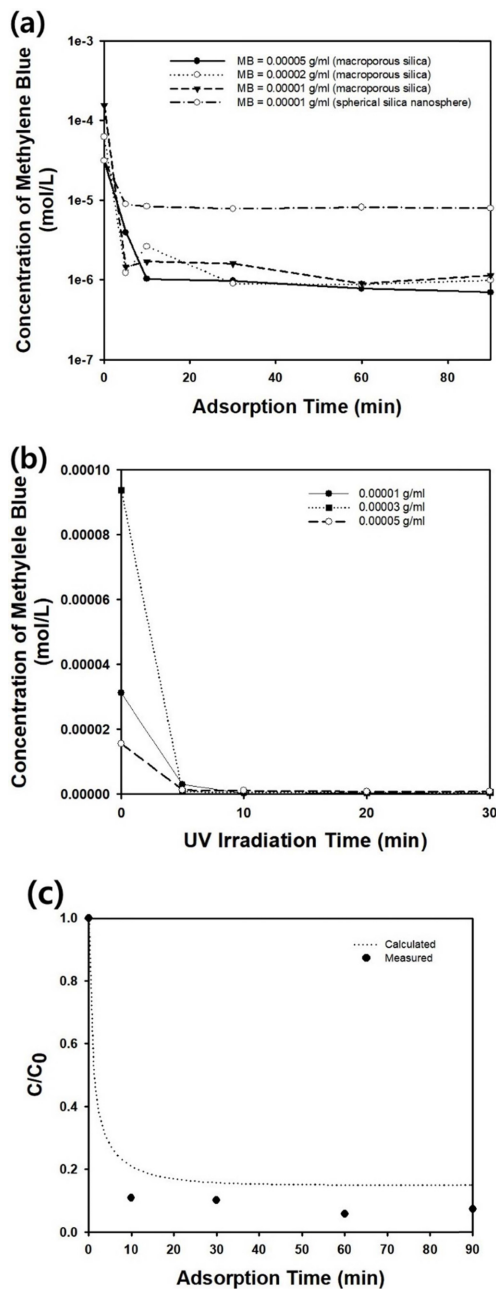 (a)
1e-3
1e-4
1e-5
1e-6
1e-7
Concentration of Methylene Blue
(mol/L)
MB = 0.00005 g/ml (macroporous silica)
MB = 0.00002 g/ml (macroporous silica)
MB = 0.00001 g/ml (macroporous silica)
MB = 0.00001 g/ml (spherical silica nanosphere)
0 20 40 60 80
Adsorption Time (min)
(b)
0.00010
0.00008
0.00006
0.00004
0.00002
0.00000
Concentration of Methylele Blue
(mol/L)
0.00001 g/ml
0.00003 g/ml
0.00005 g/ml
0 10 20 30
UV Irradiation Time (min)
(c)
1.0
0.8
0.6
0.4
0.2
0.0
C/C0
Calculated
Measured
0 10 20 30 40 50 60 70 80 90
Adsorption Time (min)